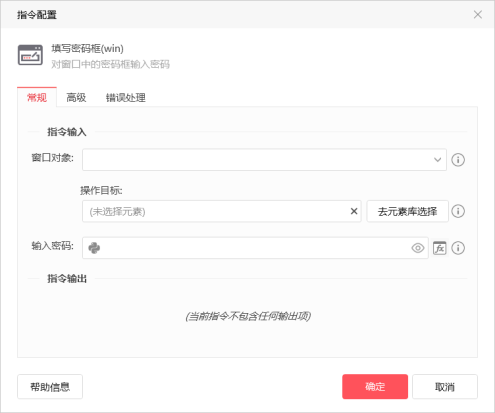 指令配置
填写密码框(win)
对窗口中的密码框输入密码
常规 高级 错误处理
指令输入
窗口对象:
操作目标:
(未选择元素) 去元素库选择
输入密码: fx
指令输出
(当前指令不包含任何输出项)
帮助信息 确定 取消